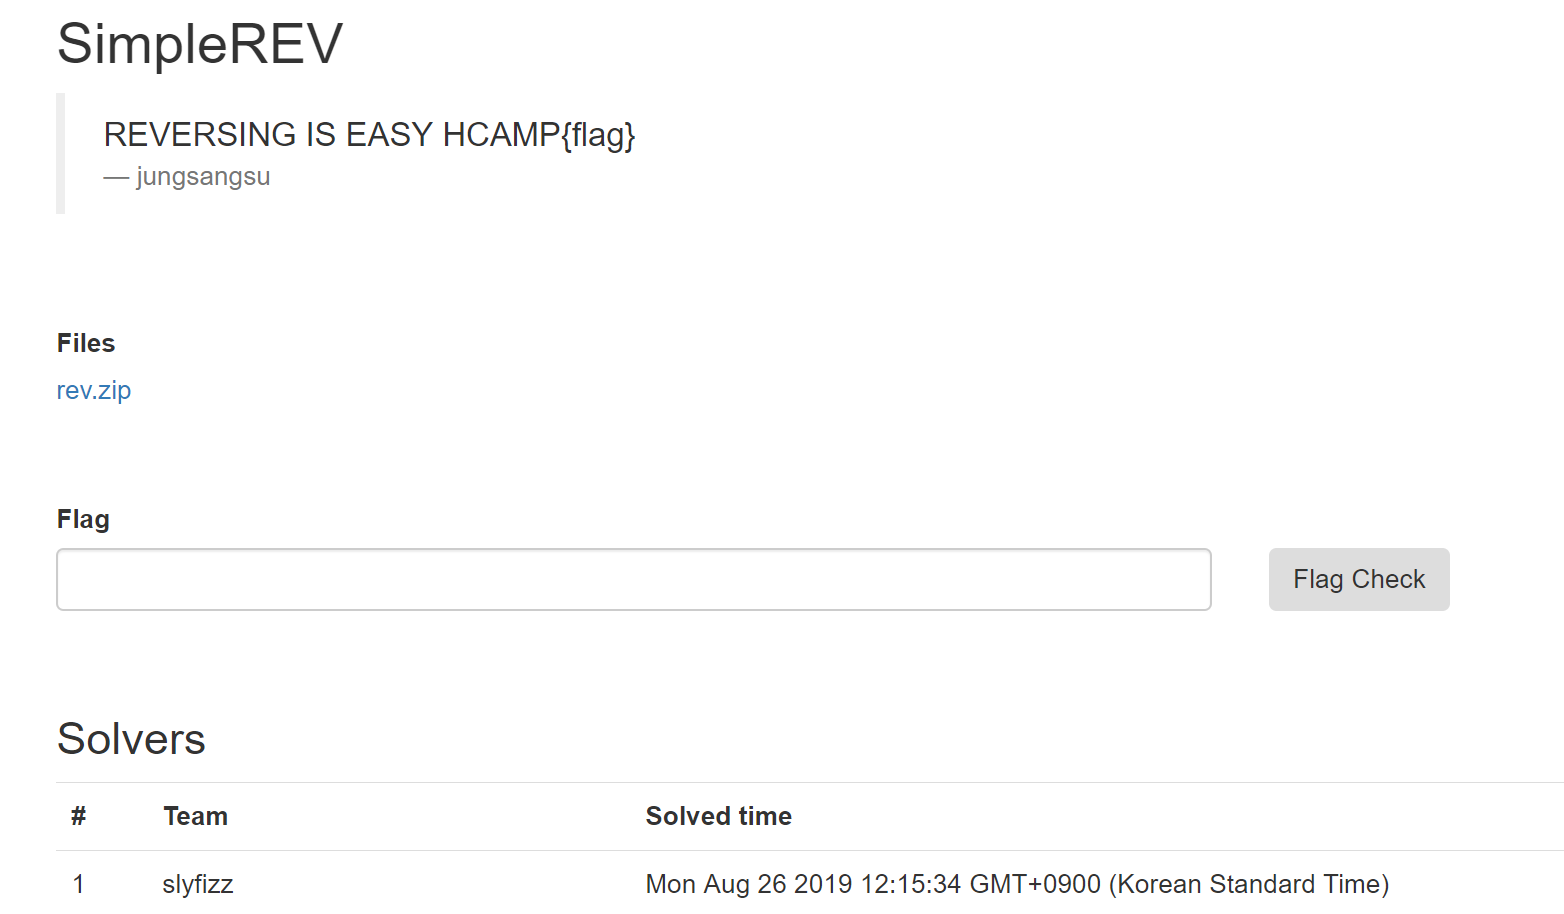 SimpleREV
REVERSING IS EASY HCAMP{flag}
— jungsangsu
Files
rev.zip
Flag
Flag Check
Solvers
# Team Solved time
1 slyfizz Mon Aug 26 2019 12:15:34 GMT+0900 (Korean Standard Time)